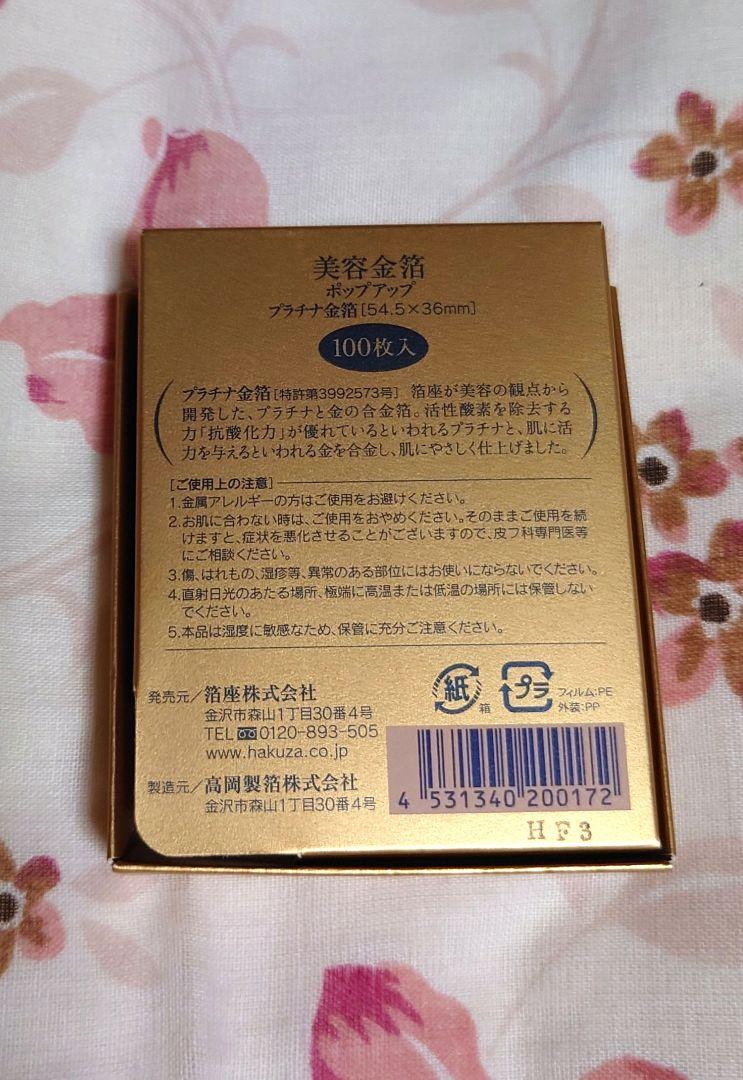 美容金箔
ポップアップ
プラチナ金箔[54.5×36mm]
100枚入
プラチナ金箔[特許第3992573号] 箔座が美容の観点から
開発した、プラチナと金の合金箔。活性酸素を除去する
力「抗酸化力」が優れているといわれるプラチナと、肌に活
力を与えるといわれる金を合金し、肌にやさしく仕上げました。
[ご使用上の注意]
1.金属アレルギーの方はご使用をお避けください。
2.お肌に合わない時は、ご使用をおやめください。そのままご使用を続
けますと、症状を悪化させることがございますので、皮フ科専門医等
にご相談ください。
3.傷、はれもの、湿疹等、異常のある部位にはお使いにならないでください。
4.直射日光のあたる場所、極端に高温または低温の場所には保管しない
でください。
5.本品は湿度に敏感なため、保管に充分ご注意ください。
発売元/箔座株式会社
金沢市森山1丁目30番4号
TEL 0120-893-505
www.hakuza.co.jp
製造元/高岡製箔株式会社
金沢市森山1丁目30番4号
紙 箱
プラ フィルム:PE
外装:PP
4 531340 200172
HF3